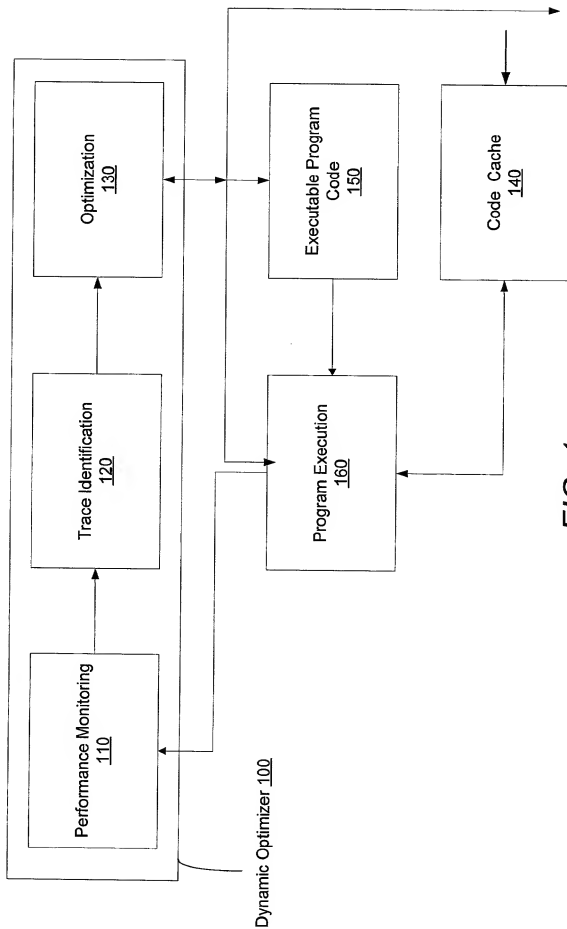 Performance Monitoring
110
Trace Identification
120
Optimization
130
Dynamic Optimizer 100
Program Execution
160
Executable Program
Code
150
Code Cache
140
FIG. 1